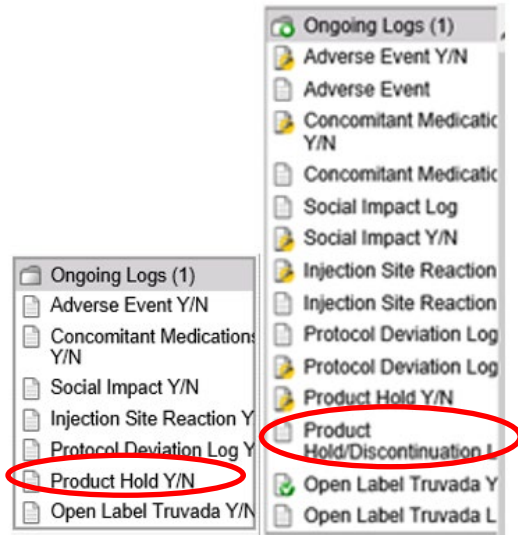 Ongoing Logs (1)
Adverse Event Y/N
Concomitant Medications
Y/N
Social Impact Y/N
Injection Site Reaction Y
Protocol Deviation Log Y
Product Hold Y/N
Open Label Truvada Y/N
Ongoing Logs (1)
Adverse Event Y/N
Adverse Event
Concomitant Medicatic
Y/N
Concomitant Medicatic
Social Impact Log
Social Impact Y/N
Injection Site Reaction
Injection Site Reaction
Protocol Deviation Log
Protocol Deviation Log
Product Hold Y/N
Product
Hold/Discontinuation L
Open Label Truvada Y
Open Label Truvada L